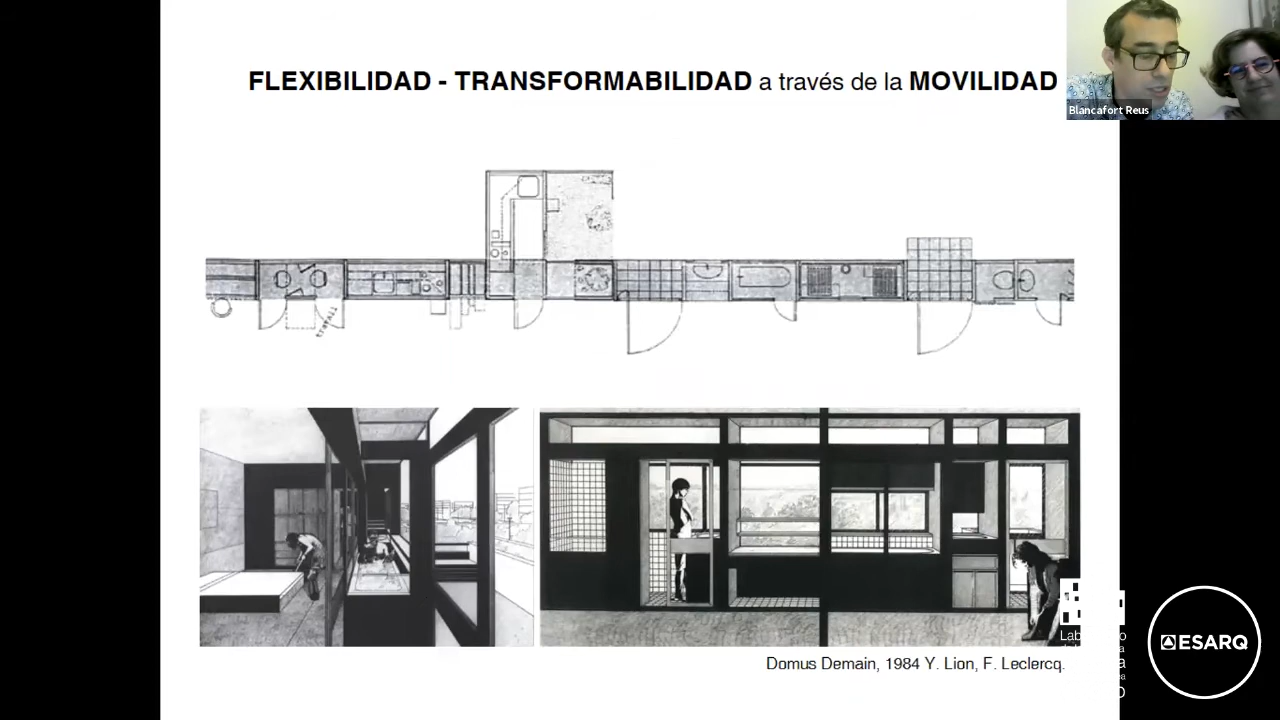 FLEXIBILIDAD - TRANSFORMABILIDAD a través de la MOVILIDAD
Blancafort Reus
Domus Demain, 1984 Y. Lion, F. Leclercq.
ESARQ